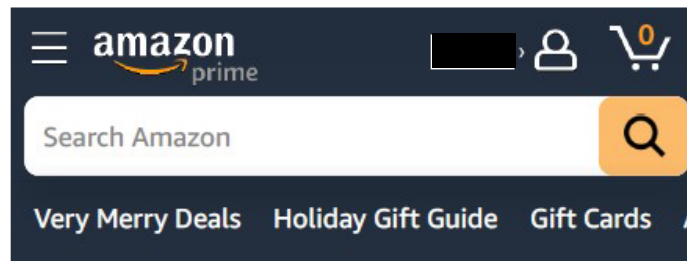 amazon
prime
0
Search Amazon
Very Merry Deals Holiday Gift Guide Gift Cards